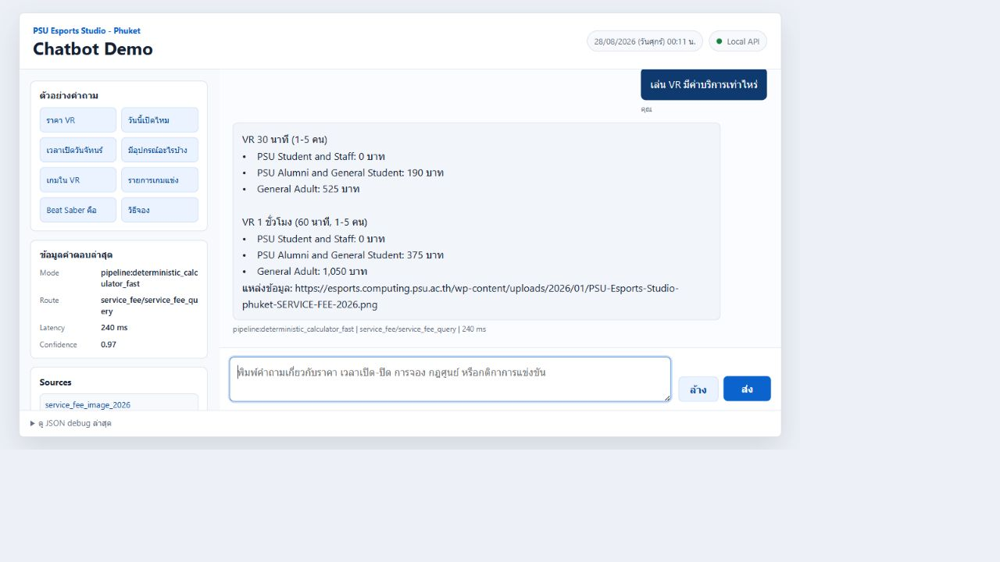 PSU Esports Studio - Phuket
Chatbot Demo
28/08/2026 (วันศุกร์) 00:11 น.
Local API
ตัวอย่างคำถาม
ราคา VR
วันนี้เปิดไหม
เวลาเปิดวันจันทร์
มีอุปกรณ์อะไรบ้าง
เกมใน VR
รายการเกมแข่ง
Beat Saber คือ
วิธีจอง
ข้อมูลคำตอบล่าสุด
Mode
pipeline:deterministic_calc
ulator_fast
Route
service_fee/service_fee_qu
ery
Latency
240 ms
Confidence
0.97
Sources
service_fee_image_2026
เล่น VR มีค่าบริการเท่าไหร่
คุณ
VR 30 นาที (1-5 คน)
• PSU Student and Staff: 0 บาท
• PSU Alumni and General Student: 190 บาท
• General Adult: 525 บาท
VR 1 ชั่วโมง (60 นาที, 1-5 คน)
• PSU Student and Staff: 0 บาท
• PSU Alumni and General Student: 375 บาท
• General Adult: 1,050 บาท
แหล่งข้อมูล: https://esports.computing.psu.ac.th/wp-content/uploads/2026/01/PSU-Esports-Studio-
phuket-SERVICE-FEE-2026.png
pipeline:deterministic_calculator_fast | service_fee/service_fee_query | 240 ms
พิมพ์คำถามเกี่ยวกับราคา เวลาเปิด-ปิด การจอง กฎศูนย์ หรือกติกาการแข่งขัน
ล้าง
ส่ง
ดู JSON debug ล่าสุด